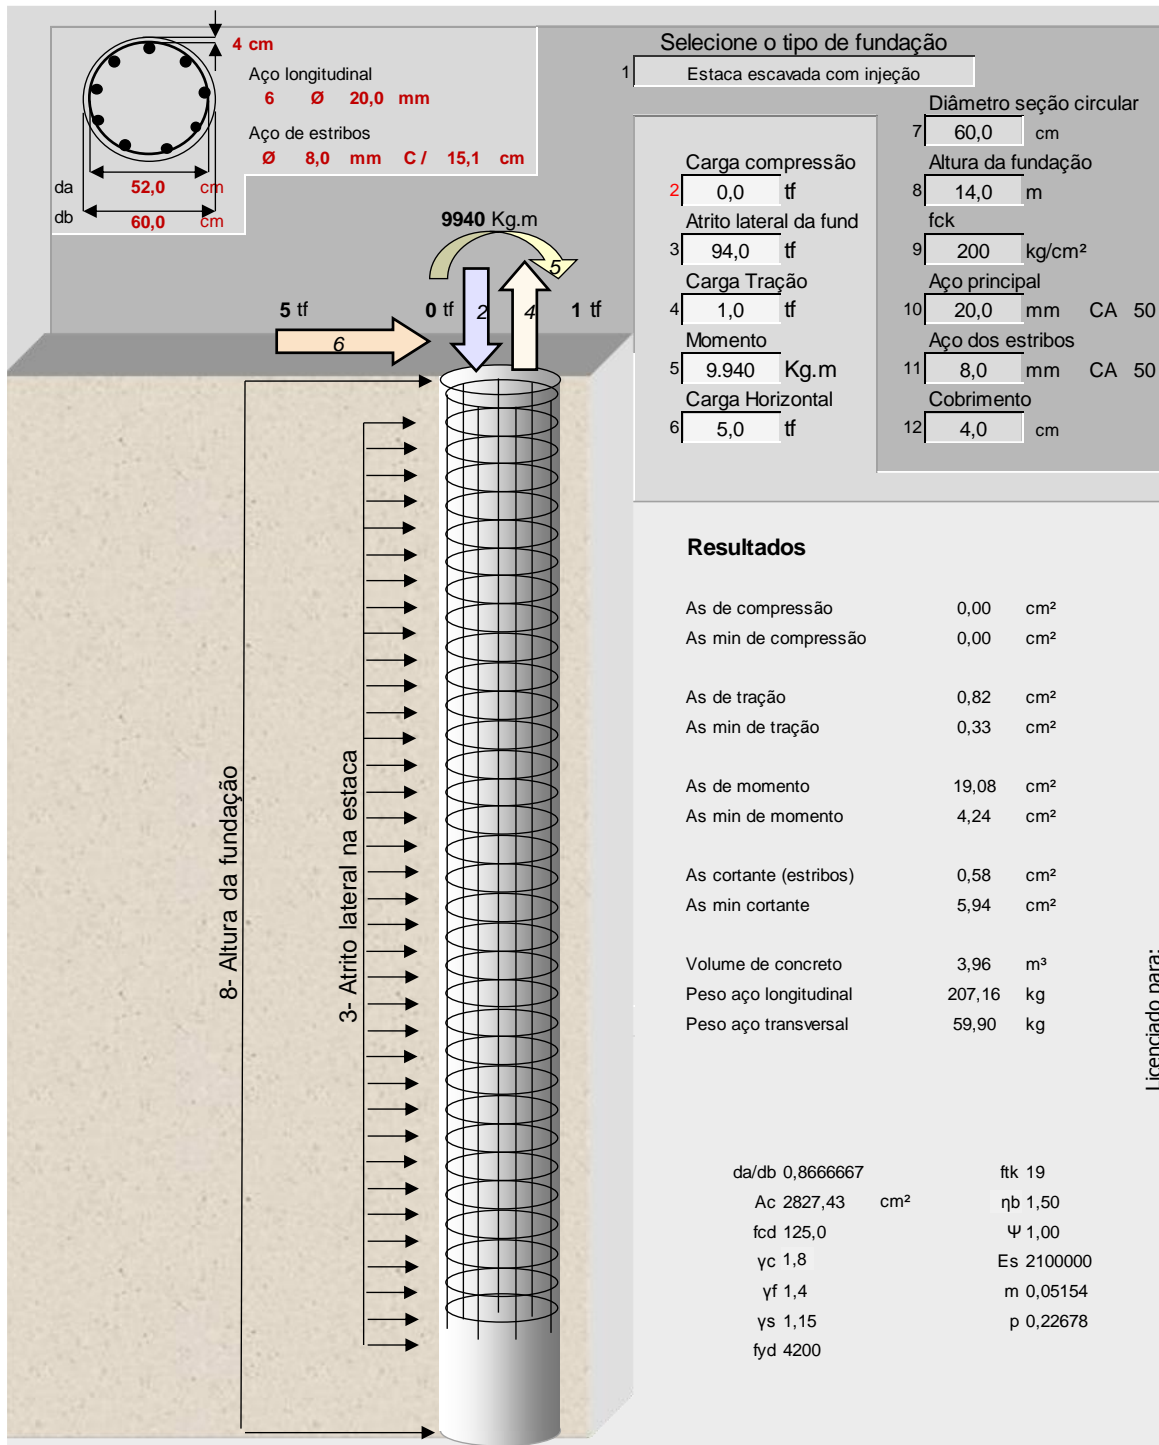 4 cm
Aço longitudinal
6 Ø 20,0 mm
Aço de estribos
Ø 8,0 mm C / 15,1 cm
da 52,0 cm
db 60,0 cm
Selecione o tipo de fundação
1 Estaca escavada com injeção
Carga compressão
2 0,0 tf
Atrito lateral da fund
3 94,0 tf
Carga Tração
4 1,0 tf
Momento
5 9.940 Kg.m
Carga Horizontal
6 5,0 tf
Diâmetro seção circular
7 60,0 cm
Altura da fundação
8 14,0 m
fck
9 200 kg/cm²
Aço principal
10 20,0 mm CA 50
Aço dos estribos
11 8,0 mm CA 50
Cobrimento
12 4,0 cm
9940 Kg.m
5
5 tf 0 tf 2 4 1 tf
6
8- Altura da fundação
3- Atrito lateral na estaca
Resultados
As de compressão 0,00 cm²
As min de compressão 0,00 cm²
As de tração 0,82 cm²
As min de tração 0,33 cm²
As de momento 19,08 cm²
As min de momento 4,24 cm²
As cortante (estribos) 0,58 cm²
As min cortante 5,94 cm²
Volume de concreto 3,96 m³
Peso aço longitudinal 207,16 kg
Peso aço transversal 59,90 kg
Licenciado para:
da/db 0,8666667 ftk 19
Ac 2827,43 cm² ηb 1,50
fcd 125,0 Ψ 1,00
γc 1,8 Es 2100000
γf 1,4 m 0,05154
γs 1,15 p 0,22678
fyd 4200